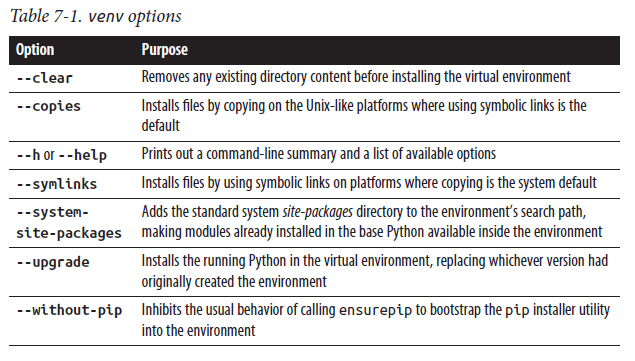 Table 7-1. venv options
Option Purpose
--clear Removes any existing directory content before installing the virtual environment
--copies Installs files by copying on the Unix-like platforms where using symbolic links is the
default
--h or --help Prints out a command-line summary and a list of available options
--symlinks Installs files by using symbolic links on platforms where copying is the system default
--system- Adds the standard system site-packages directory to the environment’s search path,
site-packages making modules already installed in the base Python available inside the environment
--upgrade Installs the running Python in the virtual environment, replacing whichever version had
originally created the environment
--without-pip Inhibits the usual behavior of calling ensurepip to bootstrap the pip installer utility
into the environment